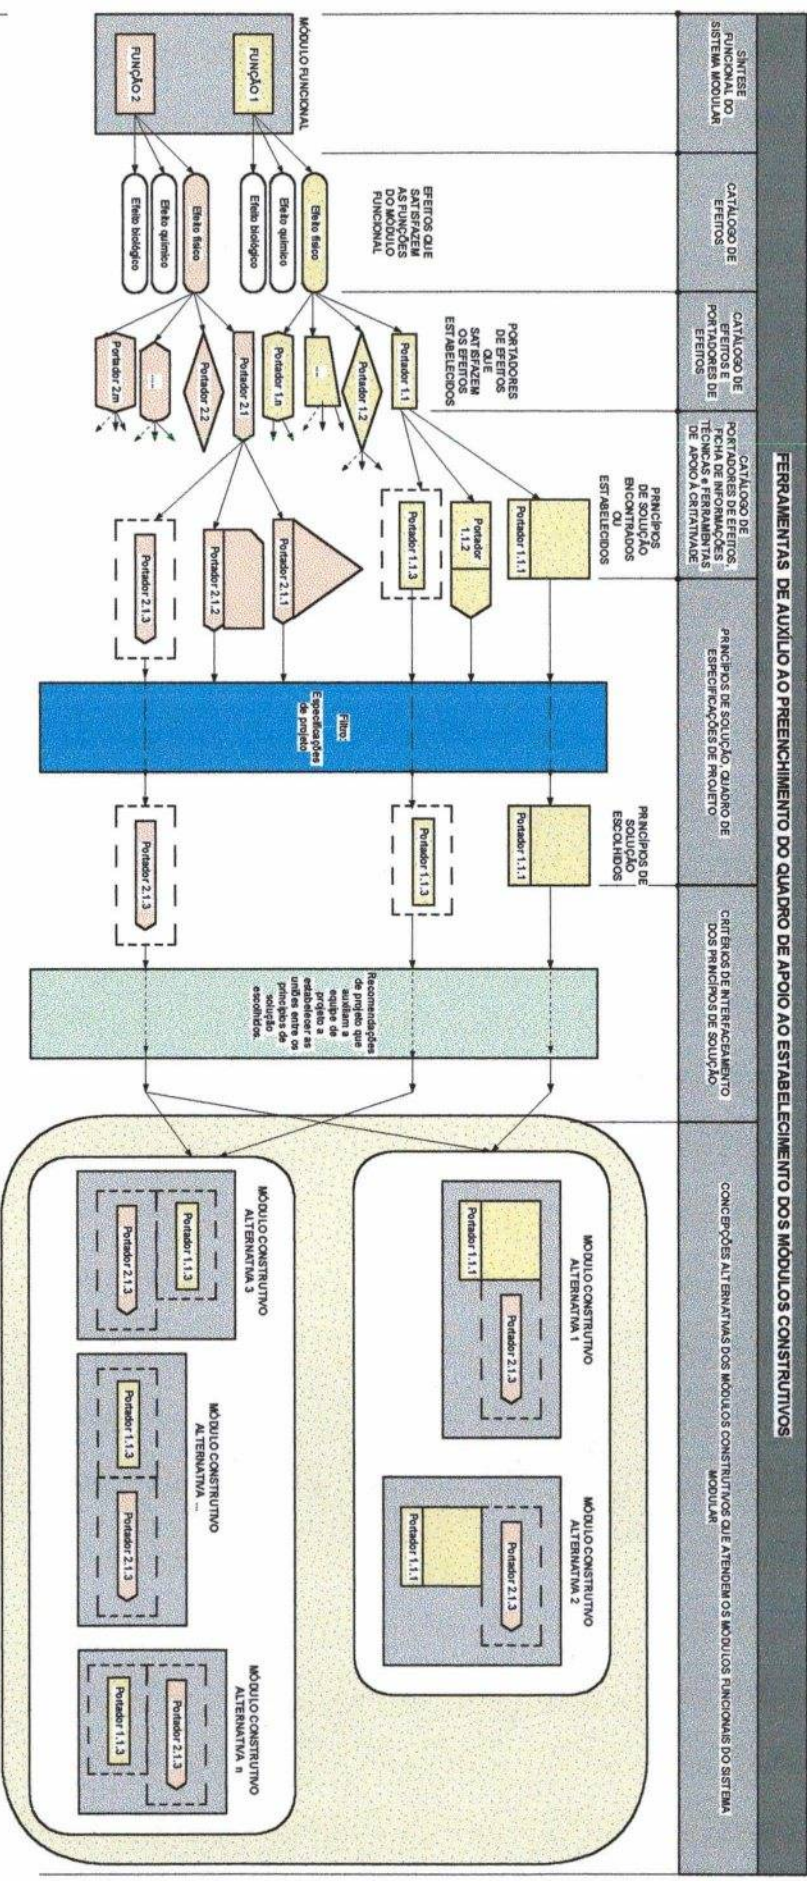 FERRAMENTAS DE AUXÍLIO AO PREENCHIMENTO DO QUADRO DE APOIO AO ESTABELECIMENTO DOS MÓDULOS CONSTRUTIVOS
SÍNTESE
FUNCIONAL DO
SISTEMA MODULAR
CATÁLOGO DE
EFEITOS
CATÁLOGO DE
EFEITOS E
PORTADORES DE
EFEITOS
CATÁLOGO DE
PORTADORES DE EFEITOS,
FICHA DE INFORMAÇÕES
TÉCNICAS e FERRAMENTAS
DE APOIO À CRITATIVADE
PRINCÍPIOS DE SOLUÇÃO, QUADRO DE
ESPECIFICAÇÕES DE PROJETO
CRITÉRIOS DE INTERFACEAMENTO
DOS PRINCÍPIOS DE SOLUÇÃO
CONCEPÇÕES ALTERNATIVAS DOS MÓDULOS CONSTRUTIVOS QUE ATENDEM OS MÓDULOS FUNCIONAIS DO SISTEMA
MODULAR
MÓDULO FUNCIONAL
FUNÇÃO 1
FUNÇÃO 2
EFEITOS QUE
SATISFAZEM
AS FUNÇÕES
DO MÓDULO
FUNCIONAL
Efeito físico
Efeito químico
Efeito biológico
Efeito físico
Efeito químico
Efeito biológico
PORTADORES
DE EFEITOS
QUE
SATISFAZEM
OS EFEITOS
ESTABELECIDOS
Portador 1.1
Portador 1.2
....
Portador 1.n
Portador 2.1
Portador 2.2
....
Portador 2.m
PRINCÍPIOS
DE SOLUÇÃO
ENCONTRADOS
OU
ESTABELECIDOS
Portador 1.1.1
Portador
1.1.2
Portador 1.1.3
Portador 2.1.1
Portador 2.1.2
Portador 2.1.3
Filtro:
Especificações
de projeto
PRINCÍPIOS DE
SOLUÇÃO
ESCOLHIDOS
Portador 1.1.1
Portador 1.1.3
Portador 2.1.3
Recomendações
de projeto que
auxiliam a
equipe de
projeto a
estabelecer as
uniões entre os
princípios de
solução
escolhidos.
MODULO CONSTRUTIVO
ALTERNATIVA 1
Portador 1.1.1
Portador 2.1.3
MÓDULO CONSTRUTIVO
ALTERNATIVA 2
Portador 2.1.3
Portador 1.1.1
MÓDULO CONSTRUTIVO
ALTERNATIVA 3
Portador 1.1.3
Portador 2.1.3
MÓDULO CONSTRUTIVO
ALTERNATIVA ...
Portador 1.1.3
Portador 2.1.3
MÓDULO CONSTRUTIVO
ALTERNATIVA n
Portador 2.1.3
Portador 1.1.3